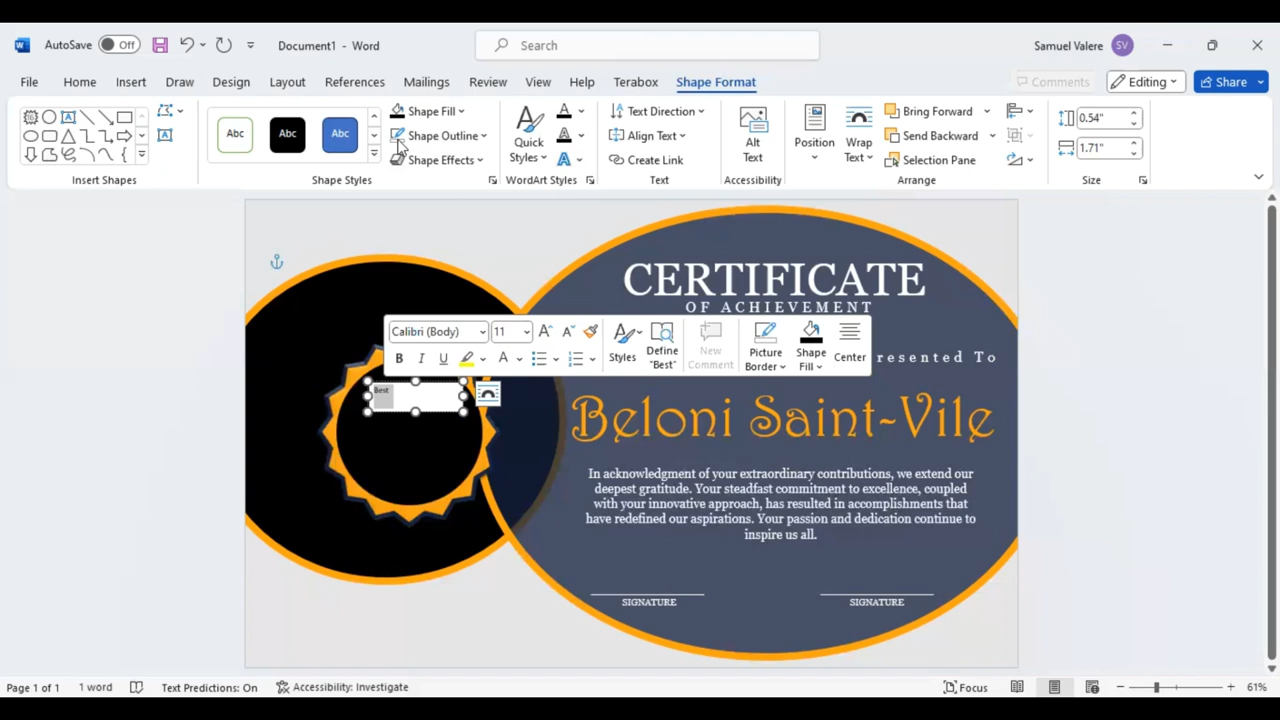 AutoSave Off Document1 - Word Search Samuel Valere SV
File Home Insert Draw Design Layout References Mailings Review View Help Terabox Shape Format Comments Editing Share
Abc Abc Abc
Shape Fill
Shape Outline
Shape Effects
Quick
Styles
A
A
A
Text Direction
Align Text
Create Link
Alt
Text
Position
Wrap
Text
Bring Forward
Send Backward
Selection Pane
0.54"
1.71"
Insert Shapes Shape Styles WordArt Styles Text Accessibility Arrange Size
CERTIFICATE
OF ACHIEVEMENT
Calibri (Body) 11 A A
B I U A
Styles
Define
"Best"
New
Comment
Picture
Border
Shape
Fill
Center
resented To
Best
Beloni Saint-Vile
In acknowledgment of your extraordinary contributions, we extend our
deepest gratitude. Your steadfast commitment to excellence, coupled
with your innovative approach, has resulted in accomplishments that
have redefined our aspirations. Your passion and dedication continue to
inspire us all.
SIGNATURE SIGNATURE
Page 1 of 1 1 word Text Predictions: On Accessibility: Investigate Focus 61%